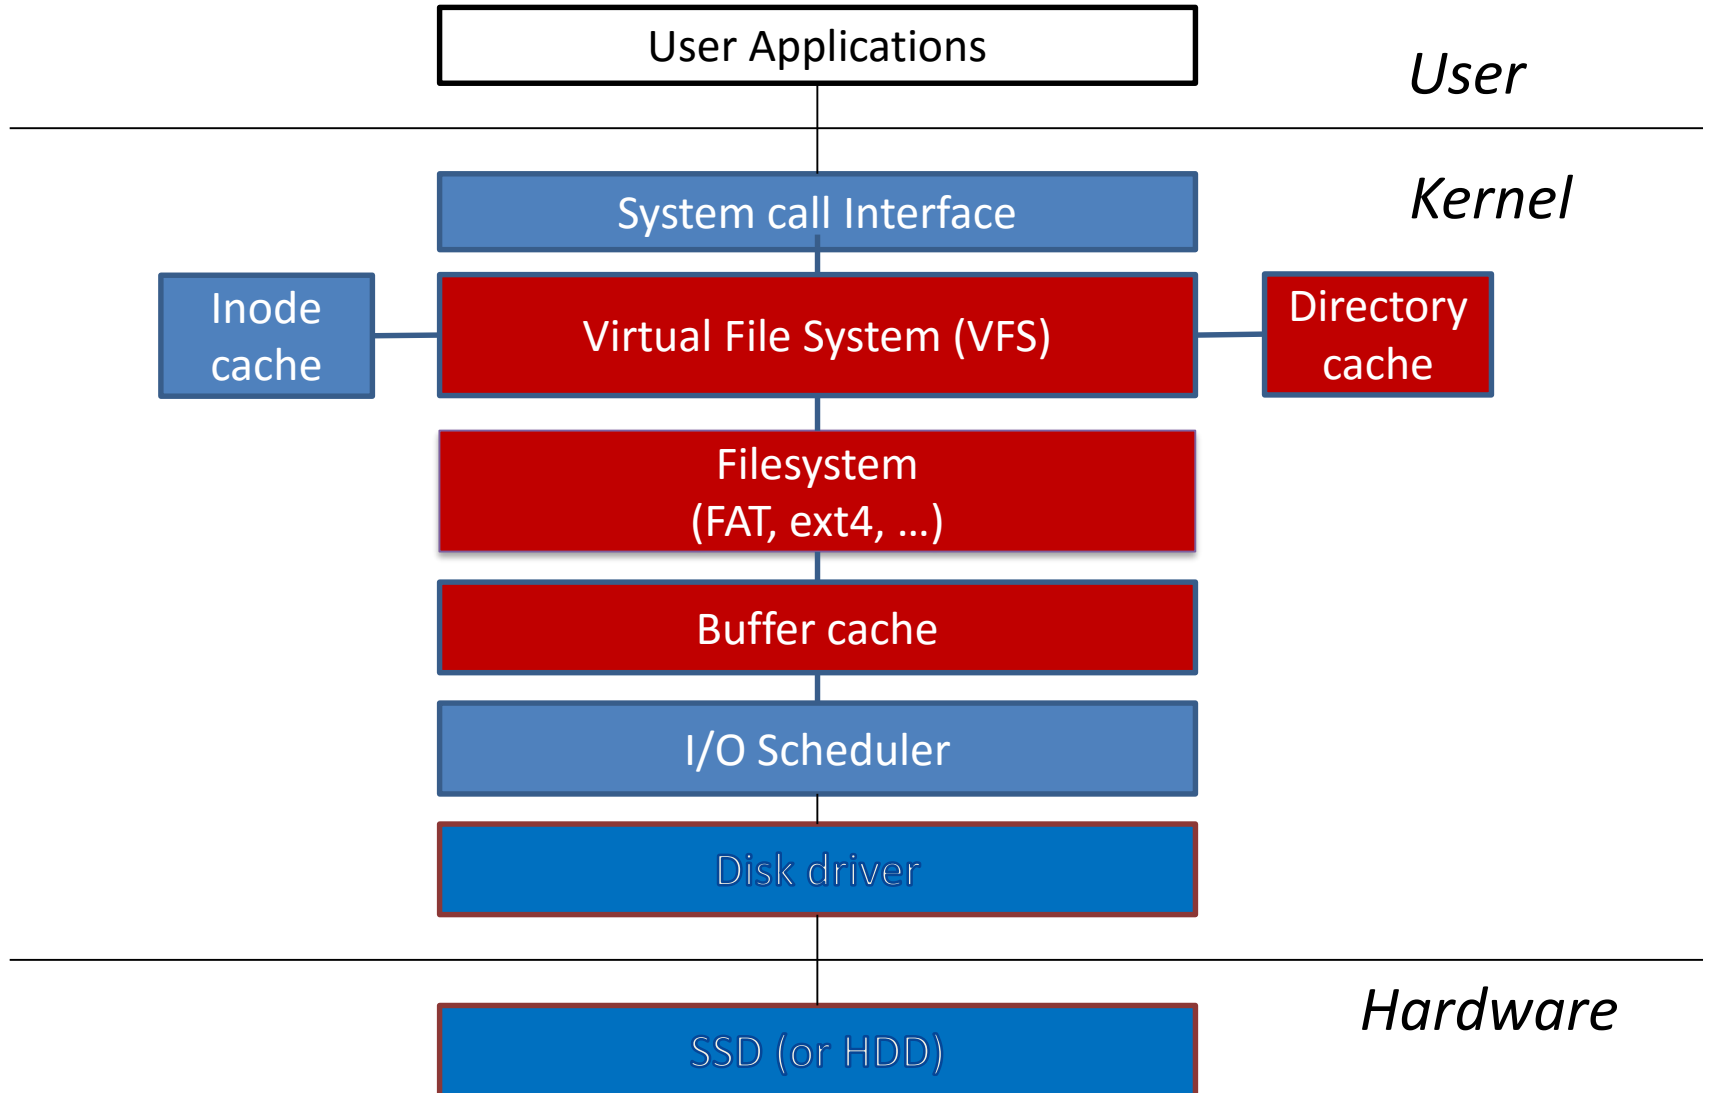 User Applications
User
Kernel
System call Interface
Inode
cache
Virtual File System (VFS)
Directory
cache
Filesystem
(FAT, ext4, …)
Buffer cache
I/O Scheduler
Disk driver
Hardware
SSD (or HDD)